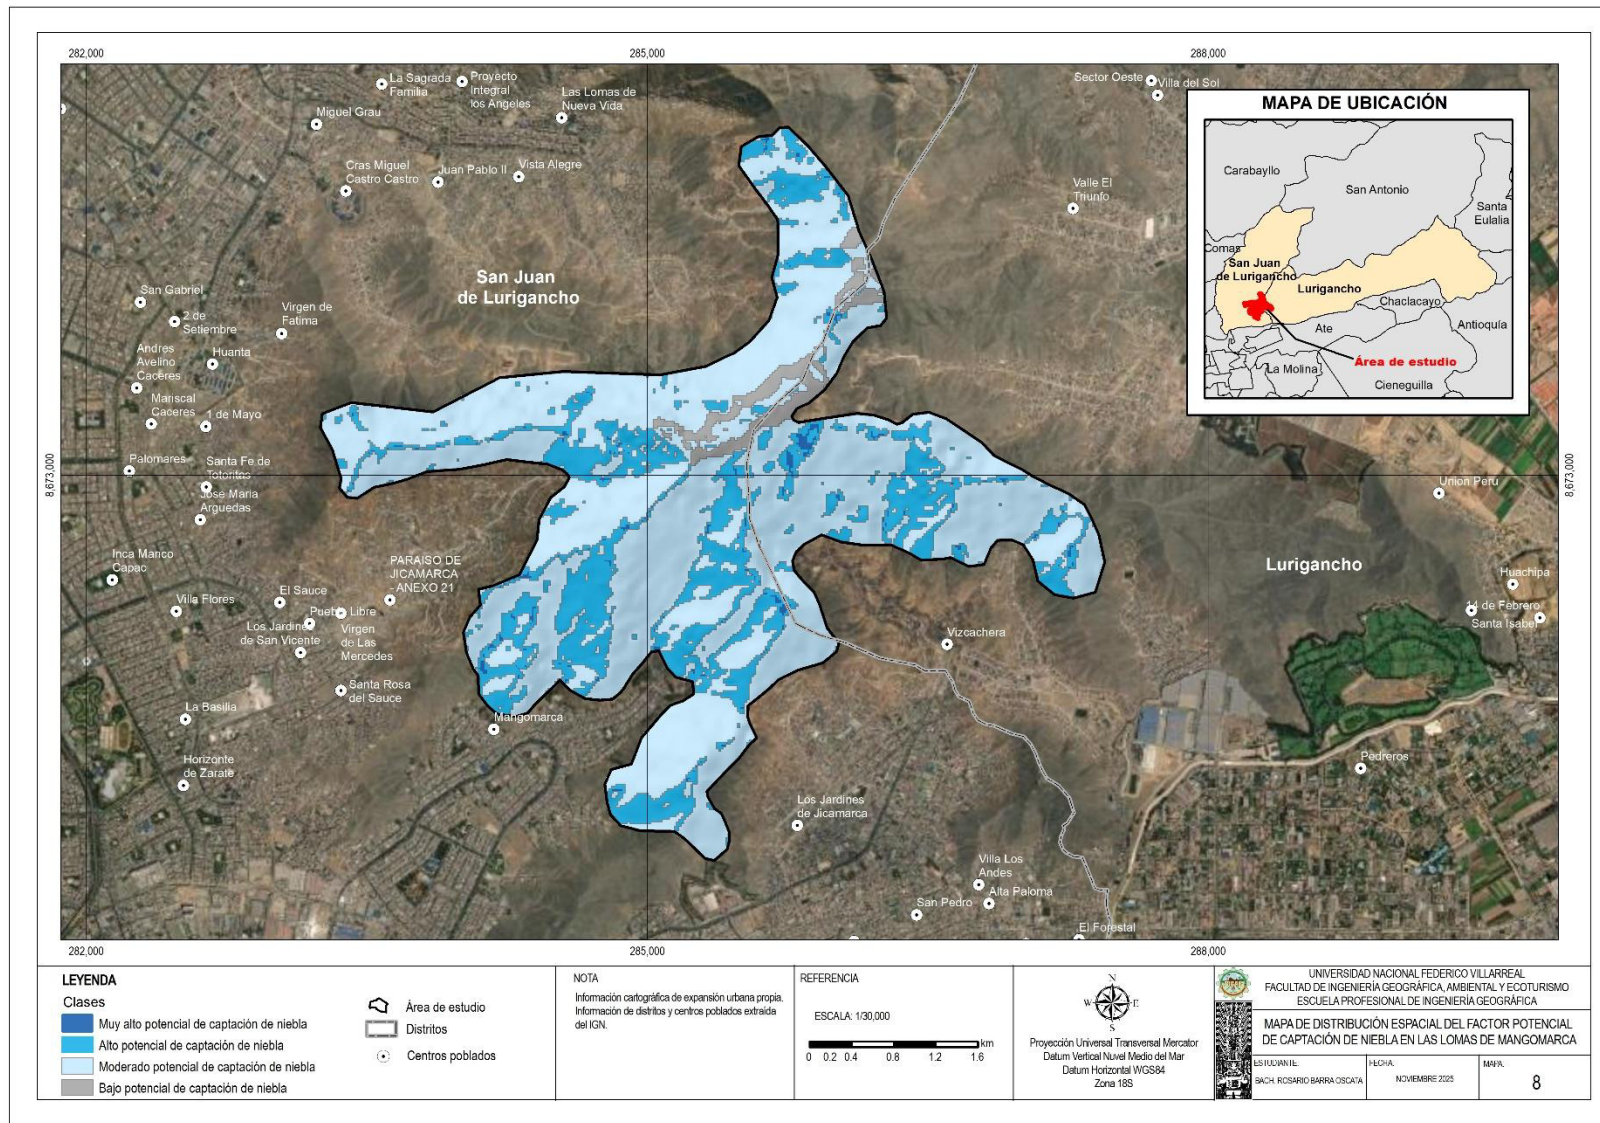 282,000
285,000
288,000
8,673,000
8,673,000
282,000
285,000
288,000
La Sagrada
Familia
Proyecto
Integral
los Angeles
Las Lomas de
Nueva Vida
Miguel Grau
Cras Miguel
Castro Castro
Juan Pablo II
Vista Alegre
Sector Oeste
Villa del Sol
Valle El
Triunfo
San Juan
de Lurigancho
San Gabriel
2 de
Setiembre
Virgen de
Fatima
Andres
Avelino
Caceres
Huanta
Mariscal
Caceres
1 de Mayo
Palomares
Santa Fe de
Totoritas
Jose Maria
Arguedas
Inca Manco
Capac
PARAISO DE
JICAMARCA
- ANEXO 21
El Sauce
Villa Flores
Pueblo Libre
Los Jardines
de San Vicente
Virgen
de Las
Mercedes
Santa Rosa
del Sauce
La Basilia
Mangomarca
Horizonte
de Zarate
Vizcachera
Los Jardines
de Jicamarca
Villa Los
Andes
Alta Paloma
San Pedro
El Forestal
Lurigancho
Union Peru
Huachipa
14 de Febrero
Santa Isabel
Pedreros
MAPA DE UBICACIÓN
Carabayllo
San Antonio
Santa
Eulalia
Comas
San Juan
de Lurigancho
Lurigancho
Chaclacayo
Ate
Antioquía
La Molina
Área de estudio
Cieneguilla
LEYENDA
Clases
Muy alto potencial de captación de niebla
Alto potencial de captación de niebla
Moderado potencial de captación de niebla
Bajo potencial de captación de niebla
Área de estudio
Distritos
Centros poblados
NOTA
Información cartográfica de expansión urbana propia.
Información de distritos y centros poblados extraida
del IGN.
REFERENCIA
ESCALA: 1/30,000
km
0 0.2 0.4 0.8 1.2 1.6
N
W E
S
Proyección Universal Transversal Mercator
Datum Vertical Nuvel Medio del Mar
Datum Horizontal WGS84
Zona 18S
UNIVERSIDAD NACIONAL FEDERICO VILLARREAL
FACULTAD DE INGENIERÍA GEOGRÁFICA, AMBIENTAL Y ECOTURISMO
ESCUELA PROFESIONAL DE INGENIERÍA GEOGRÁFICA
MAPA DE DISTRIBUCIÓN ESPACIAL DEL FACTOR POTENCIAL
DE CAPTACIÓN DE NIEBLA EN LAS LOMAS DE MANGOMARCA
ESTUDIANTE:
BACH. ROSARIO BARRA OSCATA
FECHA:
NOVIEMBRE 2025
MAPA:
8